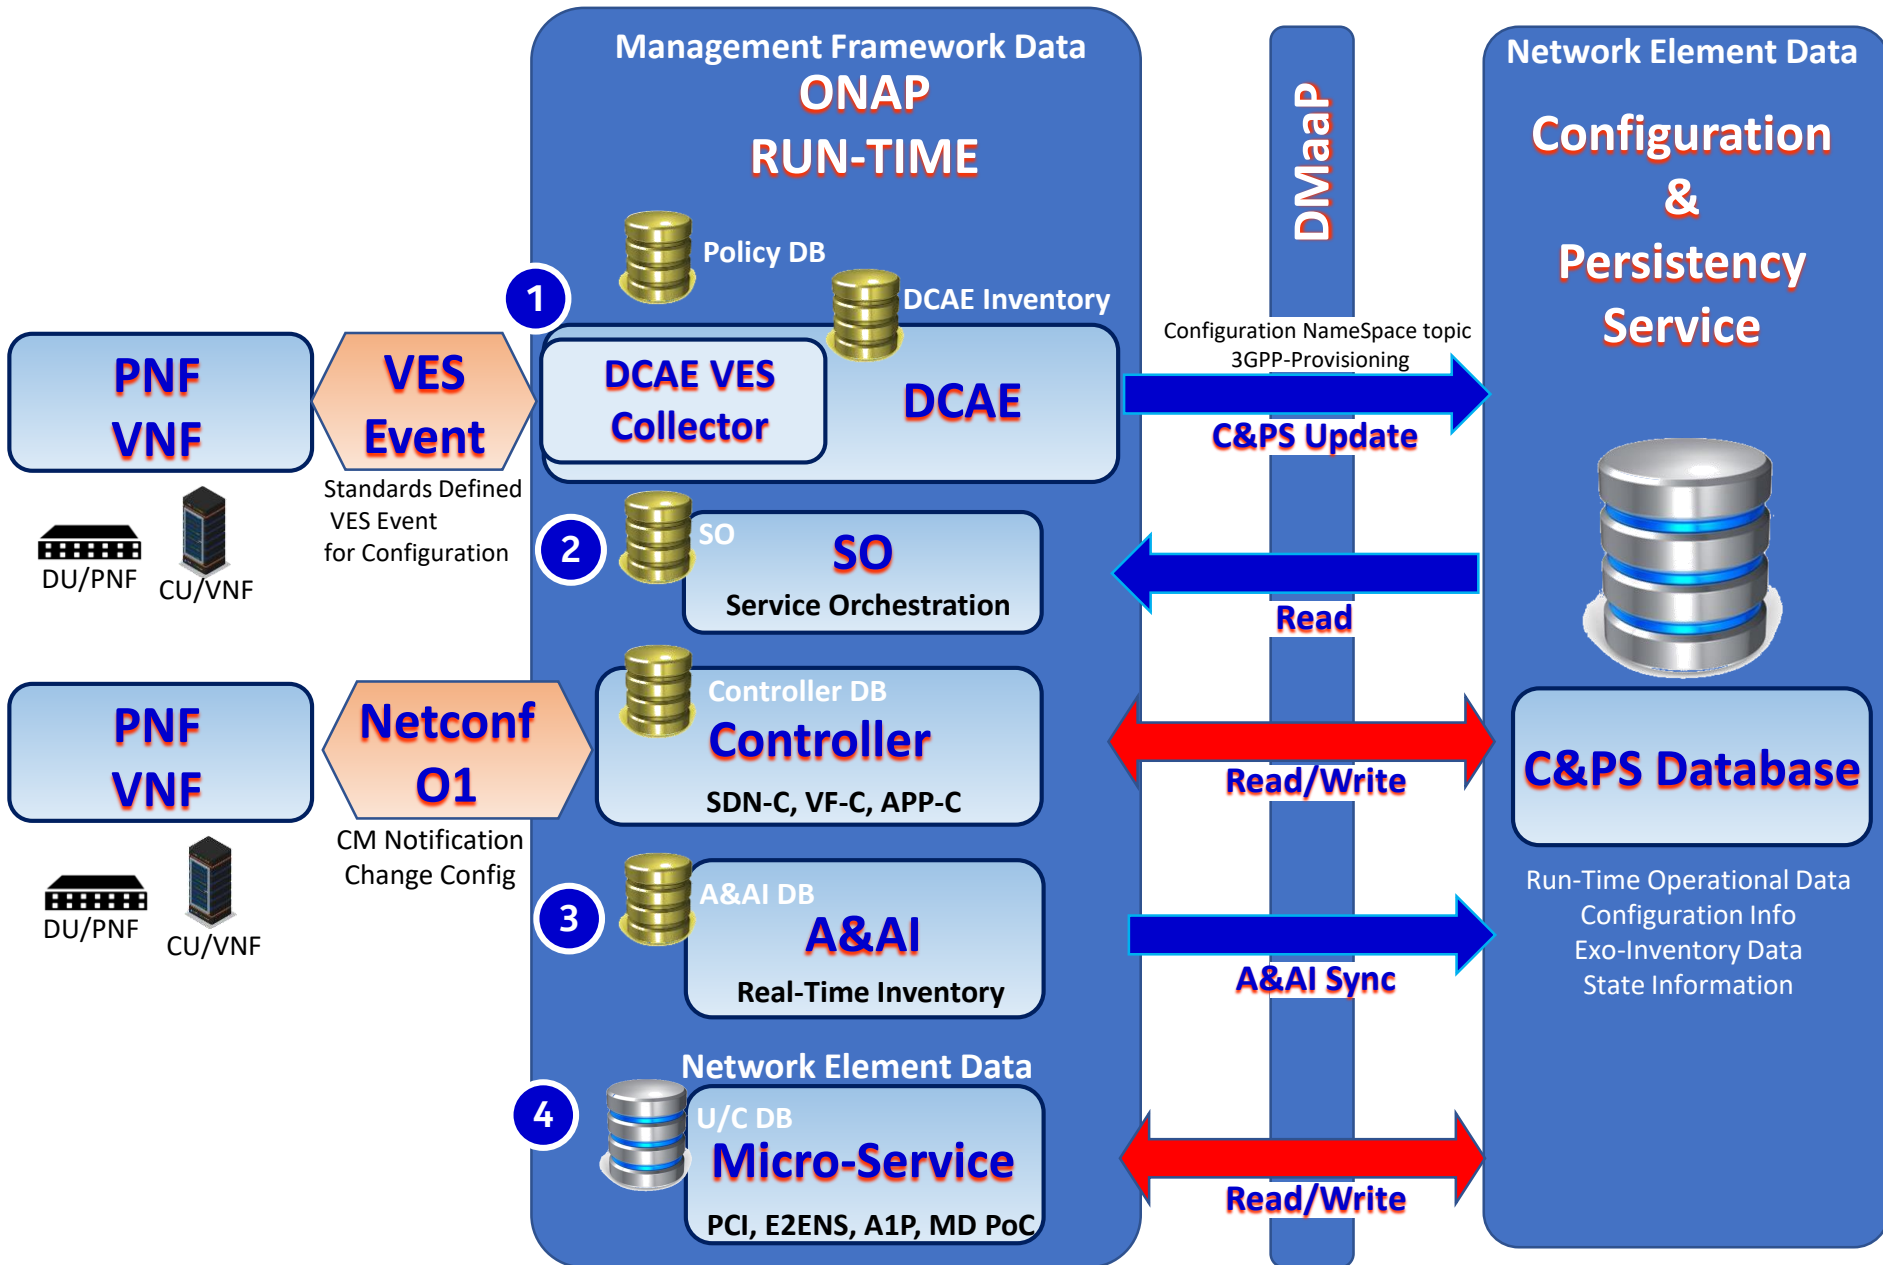 Management Framework Data
ONAP
RUN-TIME
DMaaP
Network Element Data
Configuration
&
Persistency
Service
Policy DB
1
DCAE Inventory
PNF
VNF
VES
Event
DCAE VES
Collector
DCAE
Configuration NameSpace topic
3GPP-Provisioning
C&PS Update
Standards Defined
VES Event
for Configuration
DU/PNF
CU/VNF
2
SO
SO
Service Orchestration
Read
PNF
VNF
Netconf
O1
CM Notification
Change Config
DU/PNF
CU/VNF
Controller DB
Controller
SDN-C, VF-C, APP-C
Read/Write
C&PS Database
Run-Time Operational Data
Configuration Info
Exo-Inventory Data
State Information
3
A&AI DB
A&AI
Real-Time Inventory
A&AI Sync
Network Element Data
4
U/C DB
Micro-Service
PCI, E2ENS, A1P, MD PoC
Read/Write